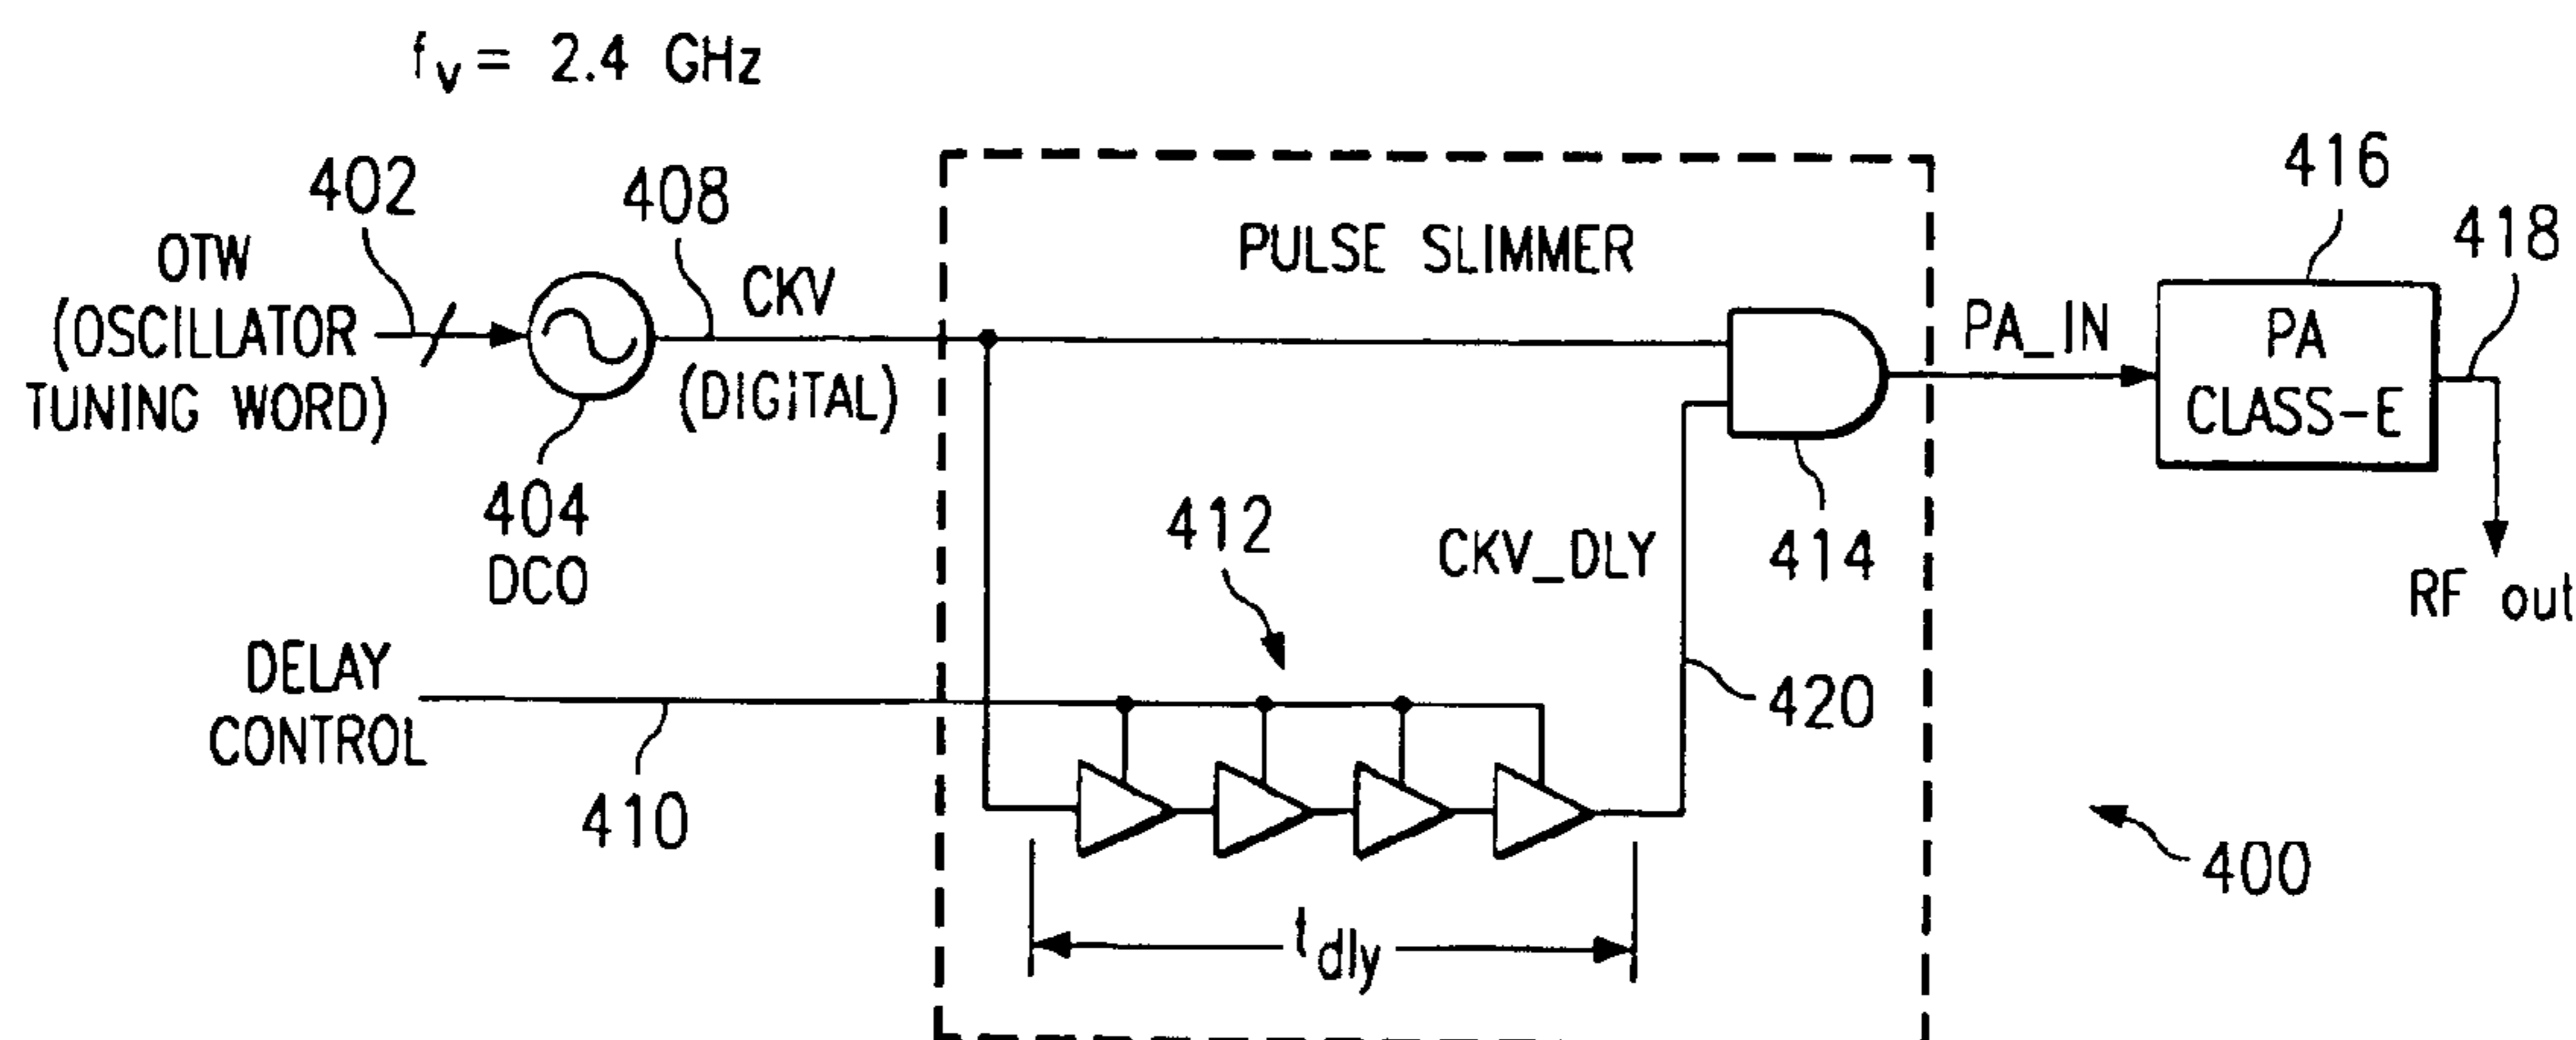 fv = 2.4 GHz
402
OTW
(OSCILLATOR
TUNING WORD)
404
DCO
408
CKV
(DIGITAL)
PULSE SLIMMER
414
PA_IN
416
PA
CLASS-E
418
RF out
412
CKV_DLY
420
DELAY
CONTROL
410
tdly
400